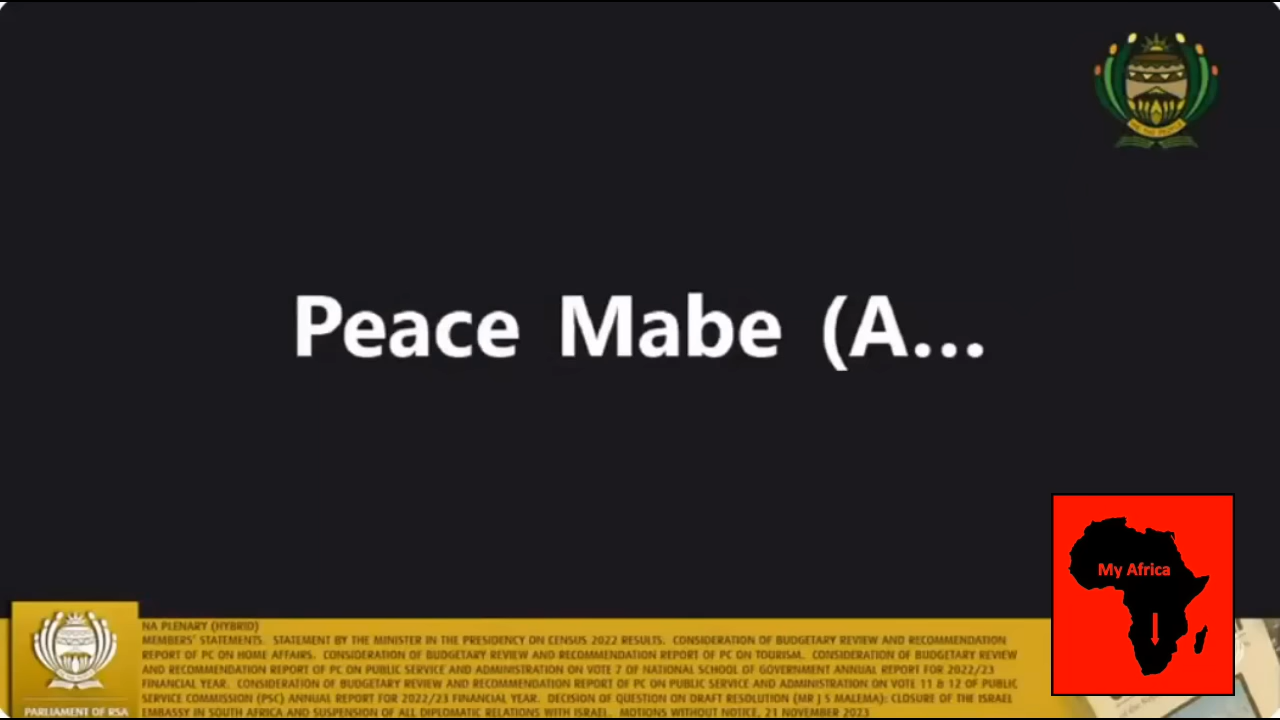 WE THE PEOPLE
Peace Mabe (A...
My Africa
NA PLENARY (HYBRID)
MEMBERS' STATEMENTS. STATEMENT BY THE MINISTER IN THE PRESIDENCY ON CENSUS 2022 RESULTS. CONSIDERATION OF BUDGETARY REVIEW AND RECOMMENDATION
REPORT OF PC ON HOME AFFAIRS. CONSIDERATION OF BUDGETARY REVIEW AND RECOMMENDATION REPORT OF PC ON TOURISM. CONSIDERATION OF BUDGETARY REVIEW
AND RECOMMENDATION REPORT OF PC ON PUBLIC SERVICE AND ADMINISTRATION ON VOTE 7 OF NATIONAL SCHOOL OF GOVERNMENT ANNUAL REPORT FOR 2022/23
FINANCIAL YEAR. CONSIDERATION OF BUDGETARY REVIEW AND RECOMMENDATION REPORT OF PC ON PUBLIC SERVICE AND ADMINISTRATION ON VOTE 11 & 12 OF PUBLIC
SERVICE COMMISSION (PSC) ANNUAL REPORT FOR 2022/23 FINANCIAL YEAR. DECISION OF QUESTION ON DRAFT RESOLUTION (MR J S MALEMA): CLOSURE OF THE ISRAEL
EMBASSY IN SOUTH AFRICA AND SUSPENSION OF ALL DIPLOMATIC RELATIONS WITH ISRAEL. MOTIONS WITHOUT NOTICE, 21 NOVEMBER 2023
PARLIAMENT OF RSA